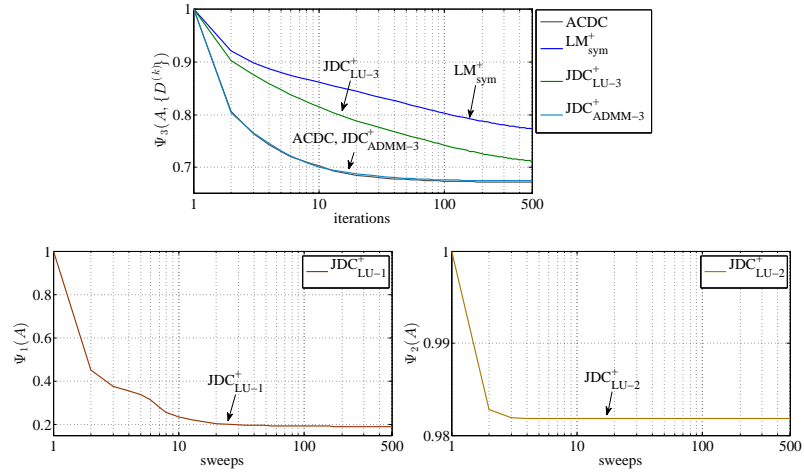 1
0.9
0.8
0.7
Ψ₃(A, {D⁽ᵏ⁾})
JDC⁺LU−3
LM⁺sym
ACDC, JDC⁺ADMM−3
1 10 100 500
iterations
ACDC
LM⁺sym
JDC⁺LU−3
JDC⁺ADMM−3
1
0.8
0.6
0.4
0.2
Ψ₁(A)
JDC⁺LU−1
JDC⁺LU−1
1 10 100 500
sweeps
1
0.99
0.98
Ψ₂(A)
JDC⁺LU−2
JDC⁺LU−2
1 10 100 500
sweeps